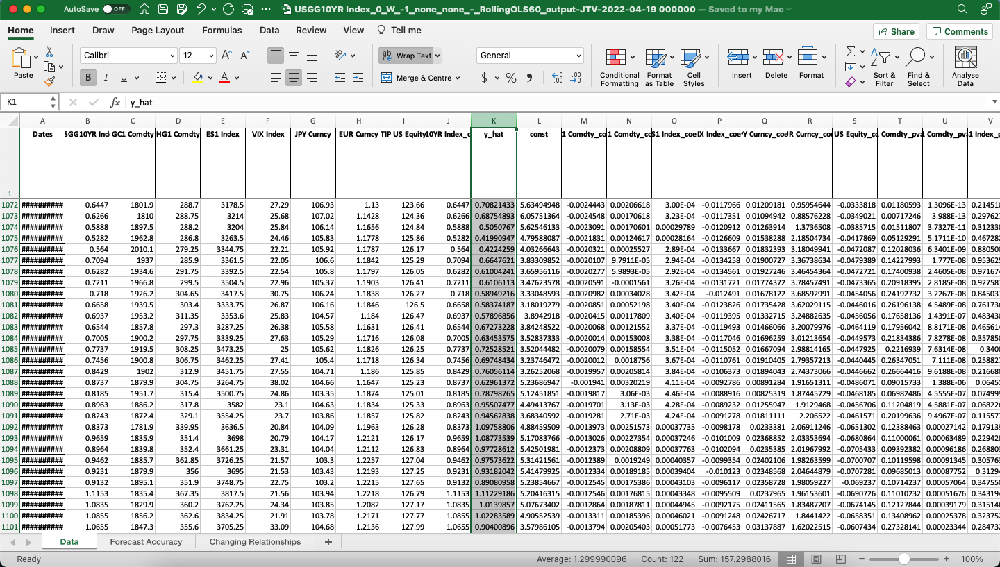 AutoSave OFF USGG10YR Index_0_W_-1_none_none_-_RollingOLS60_output-JTV-2022-04-19 000000 — Saved to my Mac
Home Insert Draw Page Layout Formulas Data Review View Tell me Share Comments
Paste Calibri 12 Wrap Text General Conditional Formatting Format as Table Cell Styles Insert Delete Format Sort & Filter Find & Select Analyse Data
B I U Merge & Centre $ % 
K1 fx y_hat
A B C D E F G H I J K L M N O P Q R S T U V
1 Dates SGG10YR Ind GC1 Comdty HG1 Comdty ES1 Index VIX Index JPY Curncy EUR Curncy TIP US Equity 10YR Index_c y_hat const 1 Comdty_co 1 Comdty_co S1 Index_coe IX Index_coe Y Curncy_coe R Curncy_co US Equity_co Comdty_pva Comdty_pva 1 Index_p
1072 ########## 0.6447 1801.9 288.7 3178.5 27.29 106.93 1.13 123.66 0.6447 0.70821433 5.63494948 -0.0024443 0.00206618 3.00E-04 -0.0117966 0.01209181 0.95954644 -0.0333818 0.01180593 1.3096E-13 0.214510
1073 ########## 0.6266 1810 288.75 3214 25.68 107.02 1.1428 124.36 0.6266 0.68754893 6.05751364 -0.0024548 0.00170618 3.23E-04 -0.0117351 0.01094942 0.88576228 -0.0349021 0.00717246 3.988E-13 0.29762
1074 ########## 0.5888 1897.5 288.2 3204 25.84 106.14 1.1656 124.84 0.5888 0.5050767 5.62546133 -0.0023091 0.00170601 0.00029789 -0.0120912 0.01263914 1.3736508 -0.0385715 0.01511807 3.7327E-11 0.31233
1075 ########## 0.5282 1962.8 286.8 3263.5 24.46 105.83 1.1778 125.86 0.5282 0.41990947 4.79588087 -0.0021831 0.00124617 0.00028164 -0.0126609 0.01538288 2.18504734 -0.0417869 0.05129291 5.1711E-10 0.46728
1076 ########## 0.564 2010.1 279.25 3344.75 22.21 105.92 1.1787 126.17 0.564 0.4224259 4.03266643 -0.0020321 0.00025527 2.89E-04 -0.0133667 0.01832393 3.18049941 -0.0472087 0.12028036 6.3401E-09 0.88050
1077 ########## 0.7094 1937 285.9 3361.5 22.05 106.6 1.1842 125.29 0.7094 0.6647621 3.83309852 -0.0020107 9.7911E-05 2.94E-04 -0.0134258 0.01900727 3.36738634 -0.0479389 0.14227993 1.777E-08 0.95362
1078 ########## 0.6282 1934.6 291.75 3392.5 22.54 105.8 1.1797 126.05 0.6282 0.61004241 3.65956116 -0.0020277 5.9893E-05 2.92E-04 -0.0134561 0.01927246 3.46454364 -0.0472721 0.17400938 2.4605E-08 0.97167
1079 ########## 0.7211 1966.8 299.5 3504.5 22.96 105.37 1.1903 126.41 0.7211 0.6106113 3.47623578 -0.0020591 -0.0001561 3.26E-04 -0.0131721 0.01774372 3.78457491 -0.0473365 0.20918395 2.8185E-08 0.92758
1080 ########## 0.718 1926.2 304.65 3417.5 30.75 106.24 1.1838 126.27 0.718 0.58949216 3.33048593 -0.0020982 0.00034028 3.42E-04 -0.012491 0.01678122 3.68592991 -0.0454056 0.24192732 3.2267E-08 0.84503
1081 ########## 0.6658 1939.5 303.4 3333.75 26.87 106.16 1.1846 126.5 0.6658 0.58374187 3.18019279 -0.0020851 0.00052198 3.40E-04 -0.0123826 0.01735428 3.62029115 -0.0446016 0.26196138 4.5489E-08 0.76173
1082 ########## 0.6937 1953.2 311.35 3353.6 25.83 104.57 1.184 126.47 0.6937 0.57896856 3.8942918 -0.0020415 0.00117809 3.40E-04 -0.0119395 0.01332715 3.24882635 -0.0456056 0.17658136 1.4391E-07 0.48343
1083 ########## 0.6544 1857.8 297.3 3287.25 26.38 105.58 1.1631 126.41 0.6544 0.67273228 3.84248522 -0.0020068 0.00121552 3.37E-04 -0.0119493 0.01466066 3.20079976 -0.0464119 0.17956042 8.8171E-08 0.46561
1084 ########## 0.7005 1900.2 297.75 3339.25 27.63 105.29 1.1716 126.08 0.7005 0.63453575 3.52837333 -0.0020014 0.00153008 3.38E-04 -0.0117046 0.01696259 3.01213654 -0.0449573 0.21834386 7.8278E-08 0.35785
1085 ########## 0.7737 1919.5 308.25 3473.25 25 105.62 1.1826 126.25 0.7737 0.72528521 3.52044482 -0.0020079 0.00158554 3.51E-04 -0.0115052 0.01667094 2.98814165 -0.0447925 0.2216939 7.6314E-08 0.340
1086 ########## 0.7456 1900.8 306.75 3462.25 27.41 105.4 1.1718 126.34 0.7456 0.69748434 3.23746472 -0.0020012 0.0018756 3.67E-04 -0.0110761 0.01910405 2.79357213 -0.0440445 0.26347051 7.111E-08 0.25882
1087 ########## 0.8429 1902 312.9 3451.75 27.55 104.71 1.186 125.85 0.8429 0.76056114 3.26252068 -0.0019957 0.00205814 3.84E-04 -0.0106373 0.01894043 2.74373066 -0.0446662 0.26664416 9.6188E-08 0.21668
1088 ########## 0.8737 1879.9 304.75 3264.75 38.02 104.66 1.1647 125.23 0.8737 0.62961372 5.23686947 -0.001941 0.00320219 4.11E-04 -0.0092786 0.00891284 1.91651311 -0.0486071 0.09015733 1.388E-06 0.0645
1089 ########## 0.8185 1951.7 315.4 3500.75 24.86 103.35 1.1874 125.01 0.8185 0.78798765 5.12451851 -0.0019817 3.06E-03 4.46E-04 -0.0088916 0.00825319 1.87445729 -0.0468185 0.06982486 4.5555E-07 0.07499
1090 ########## 0.8963 1886.2 317.8 3582 23.1 104.63 1.1834 125.33 0.8963 0.95507477 4.49413767 -0.0019701 3.13E-03 4.28E-04 -0.0089232 0.01255947 1.9129468 -0.0456706 0.11204819 4.5881E-07 0.06822
1091 ########## 0.8243 1872.4 329.1 3554.25 23.7 103.86 1.1857 125.82 0.8243 0.94562838 3.68340592 -0.0019281 2.71E-03 4.24E-04 -0.0091278 0.01811111 2.206522 -0.0461571 0.20199636 9.4967E-07 0.11557
1092 ########## 0.8373 1781.9 339.95 3636.5 20.84 104.09 1.1963 126.28 0.8373 1.09758806 4.88459509 -0.0013973 0.00251573 0.00037735 -0.0098178 0.0233381 2.06911246 -0.0651302 0.12388463 0.00027142 0.17913
1093 ########## 0.9659 1835.9 351.4 3698 20.79 104.17 1.2121 126.17 0.9659 1.08773539 5.17083766 -0.0013026 0.00227354 0.00037246 -0.0101009 0.02368852 2.03353694 -0.0680864 0.11000061 0.00063489 0.22942
1094 ########## 0.8964 1839.8 352.4 3661.25 23.31 104.04 1.2112 126.83 0.8964 0.97728612 5.42501981 -0.0012373 0.00208809 0.00037763 -0.0102094 0.0235385 2.01967992 -0.0705433 0.09392382 0.00096186 0.26880
1095 ########## 0.9462 1885.7 362.85 3726.25 21.57 103.3 1.2257 127.04 0.9462 0.97573622 5.31421561 -0.0012389 0.0019249 0.00040357 -0.0099354 0.02402106 1.98263599 -0.0700707 0.10119598 0.00091345 0.30576
1096 ########## 0.9231 1879.9 356 3695 21.53 103.43 1.2193 127.25 0.9231 0.93182042 5.41479925 -0.0012334 0.00189185 0.00039404 -0.010123 0.02348568 2.04644879 -0.0707281 0.09685013 0.00087752 0.3129
1097 ########## 0.9132 1895.1 351.9 3748.75 22.75 103.2 1.2215 127.65 0.9132 0.89080958 5.23854667 -0.0012545 0.00175386 0.00043103 -0.0096117 0.02358728 1.98059227 -0.069237 0.10714237 0.00057064 0.34755
1098 ########## 1.1153 1835.4 367.35 3817.5 21.56 103.94 1.2218 126.79 1.1153 1.11229186 5.20416315 -0.0012546 0.00176815 0.00043348 -0.0095509 0.0237965 1.96153601 -0.0690726 0.11010232 0.00051676 0.34319
1099 ########## 1.0835 1829.9 360.2 3762.25 24.34 103.85 1.2082 127.17 1.0835 1.0139857 5.07673402 -0.0012864 0.00187811 0.00044945 -0.0092175 0.02411565 1.83487207 -0.0674145 0.12127844 0.00039179 0.31514
1100 ########## 1.0855 1856.2 362.6 3834.25 21.91 103.78 1.2171 127.77 1.0855 1.02283589 4.90552539 -0.0013311 0.00185396 0.00046021 -0.0091248 0.02426717 1.8441422 -0.0658351 0.13408962 0.00025378 0.32375
1101 ########## 1.0655 1847.3 355.6 3705.25 33.09 104.68 1.2136 127.99 1.0655 0.90400896 3.57986105 -0.0013794 0.00205403 0.00051773 -0.0076453 0.03137887 1.62022515 -0.0607434 0.27328141 0.00023344 0.28473
Data Forecast Accuracy Changing Relationships +
Ready Average: 1.299990096 Count: 122 Sum: 157.2988016 100%